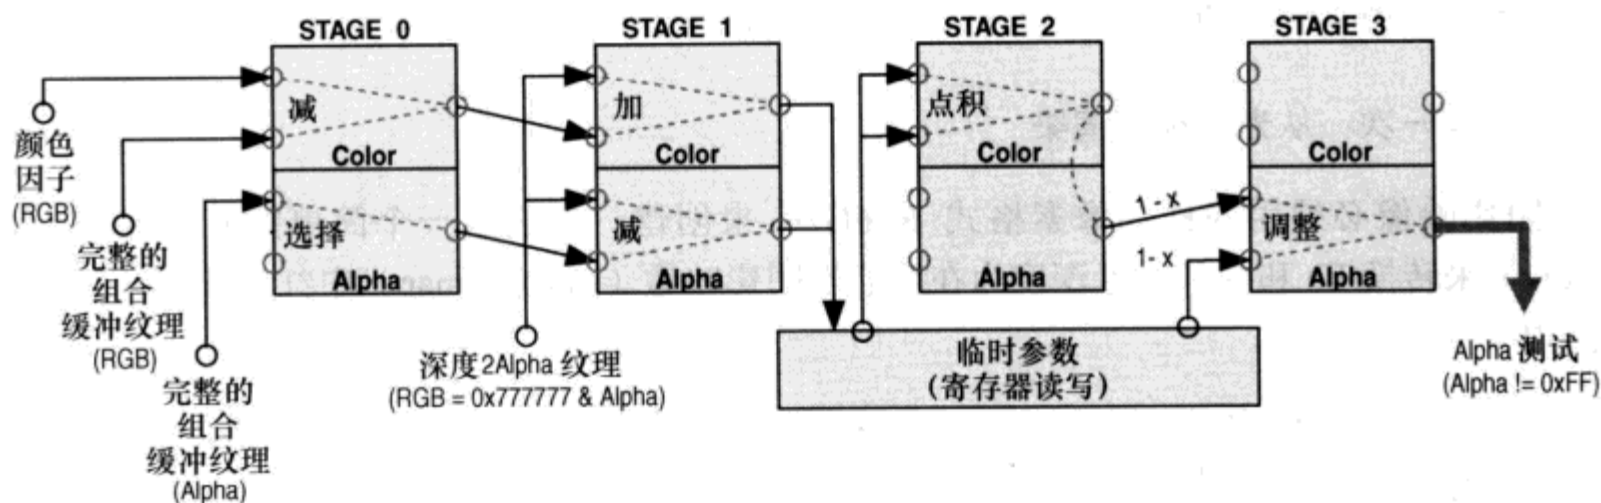 STAGE 0
STAGE 1
STAGE 2
STAGE 3
减
Color
选择
Alpha
加
Color
减
Alpha
点积
Color
Alpha
Color
调整
Alpha
1 - x
1- x
颜色
因子
(RGB)
完整的
组合
缓冲纹理
(RGB)
完整的
组合
缓冲纹理
(Alpha)
深度2Alpha 纹理
(RGB = 0x777777 & Alpha)
临时参数
(寄存器读写)
Alpha 测试
(Alpha != 0xFF)